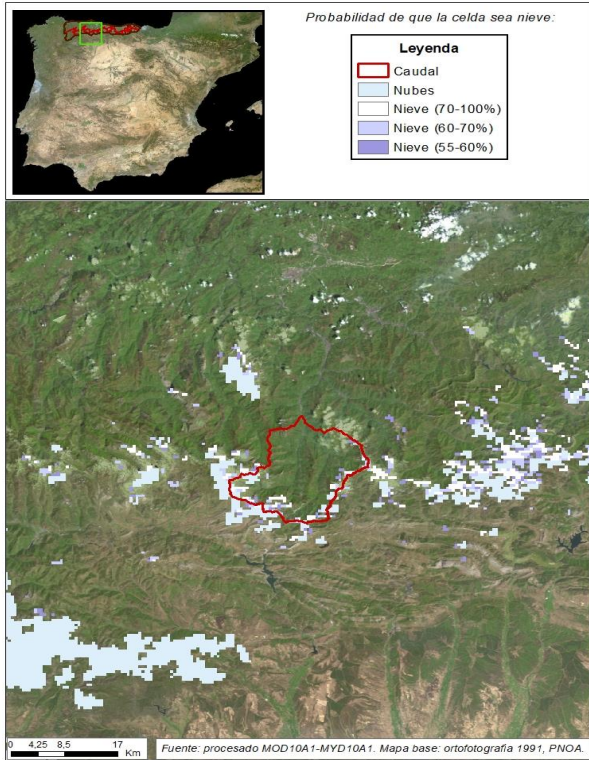 Probabilidad de que la celda sea nieve:
Leyenda
Caudal
Nubes
Nieve (70-100%)
Nieve (60-70%)
Nieve (55-60%)
0 4,25 8,5 17
Km
Fuente: procesado MOD10A1-MYD10A1. Mapa base: ortofotografía 1991, PNOA.